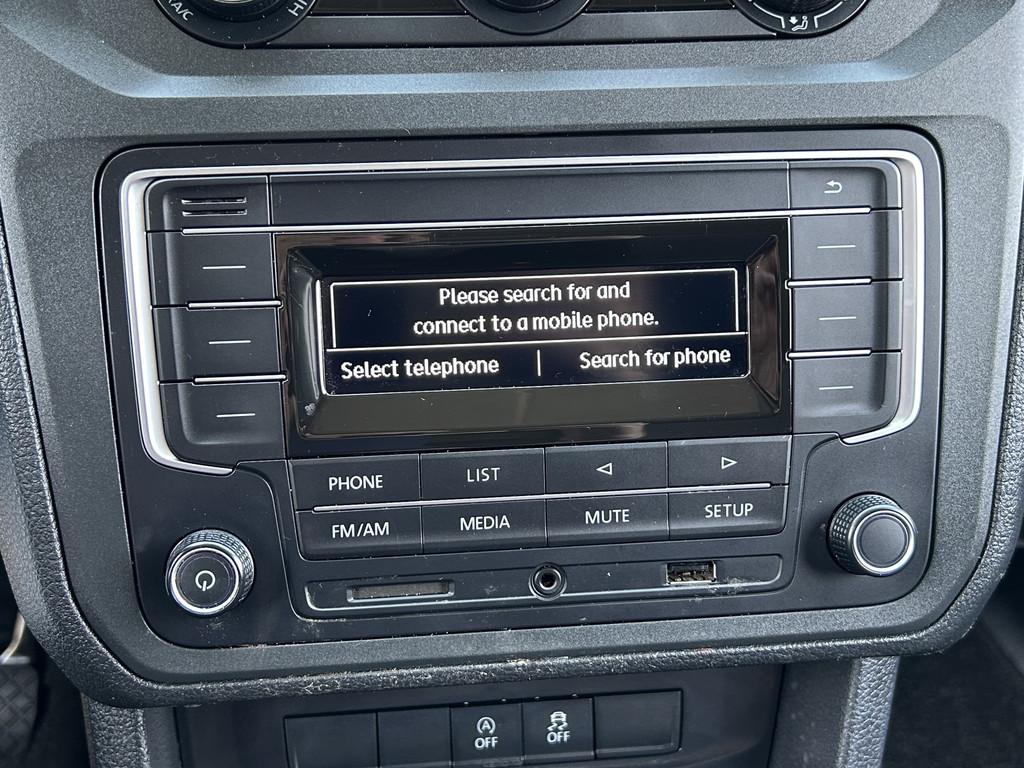 A/C
HI
Please search for and
connect to a mobile phone.
Select telephone | Search for phone
PHONE LIST
FM/AM MEDIA MUTE SETUP
A
OFF OFF